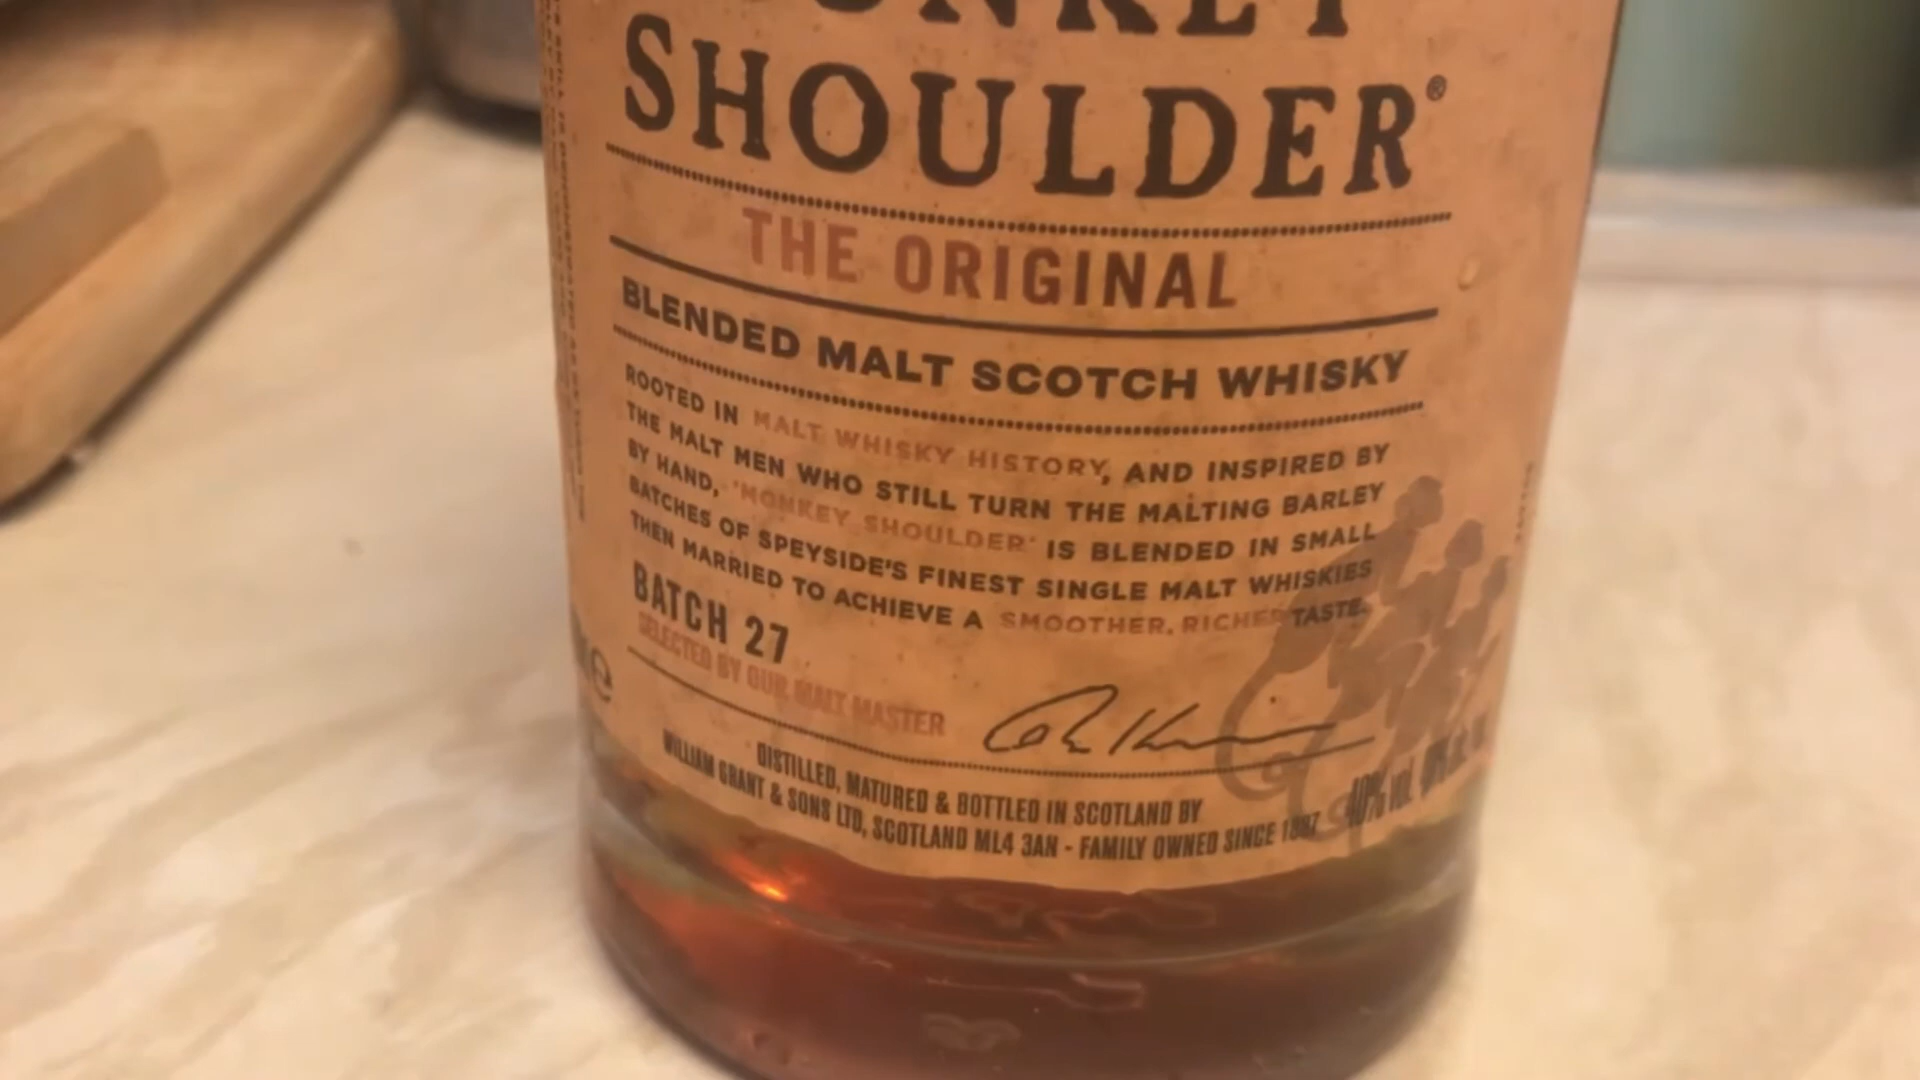 SHOULDER®
THE ORIGINAL
BLENDED MALT SCOTCH WHISKY
ROOTED IN MALT WHISKY HISTORY, AND INSPIRED BY
THE MALT MEN WHO STILL TURN THE MALTING BARLEY
BY HAND, 'MONKEY SHOULDER' IS BLENDED IN SMALL
BATCHES OF SPEYSIDE'S FINEST SINGLE MALT WHISKIES
THEN MARRIED TO ACHIEVE A SMOOTHER, RICHER TASTE.
BATCH 27
SELECTED BY OUR MALT MASTER
DISTILLED, MATURED & BOTTLED IN SCOTLAND BY
WILLIAM GRANT & SONS LTD, SCOTLAND ML4 3AN - FAMILY OWNED SINCE 1887
40% vol